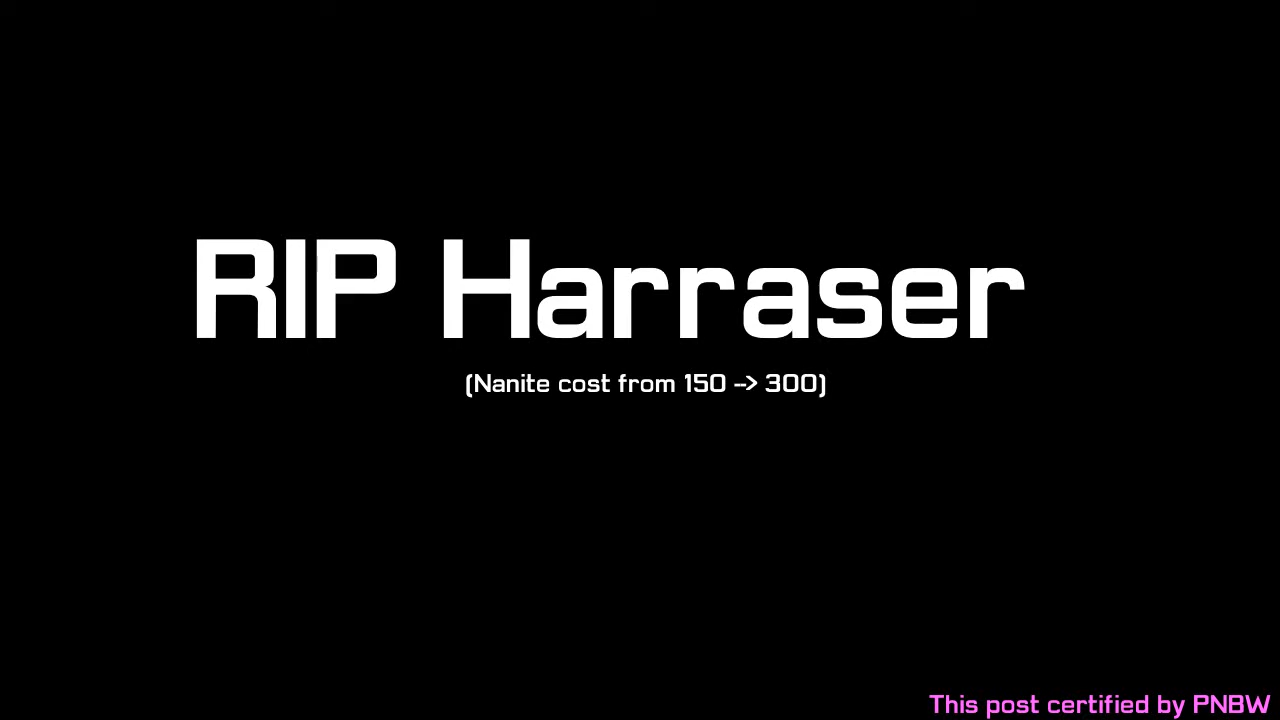 RIP Harraser
(Nanite cost from 150 --> 300)
This post certified by PNBW